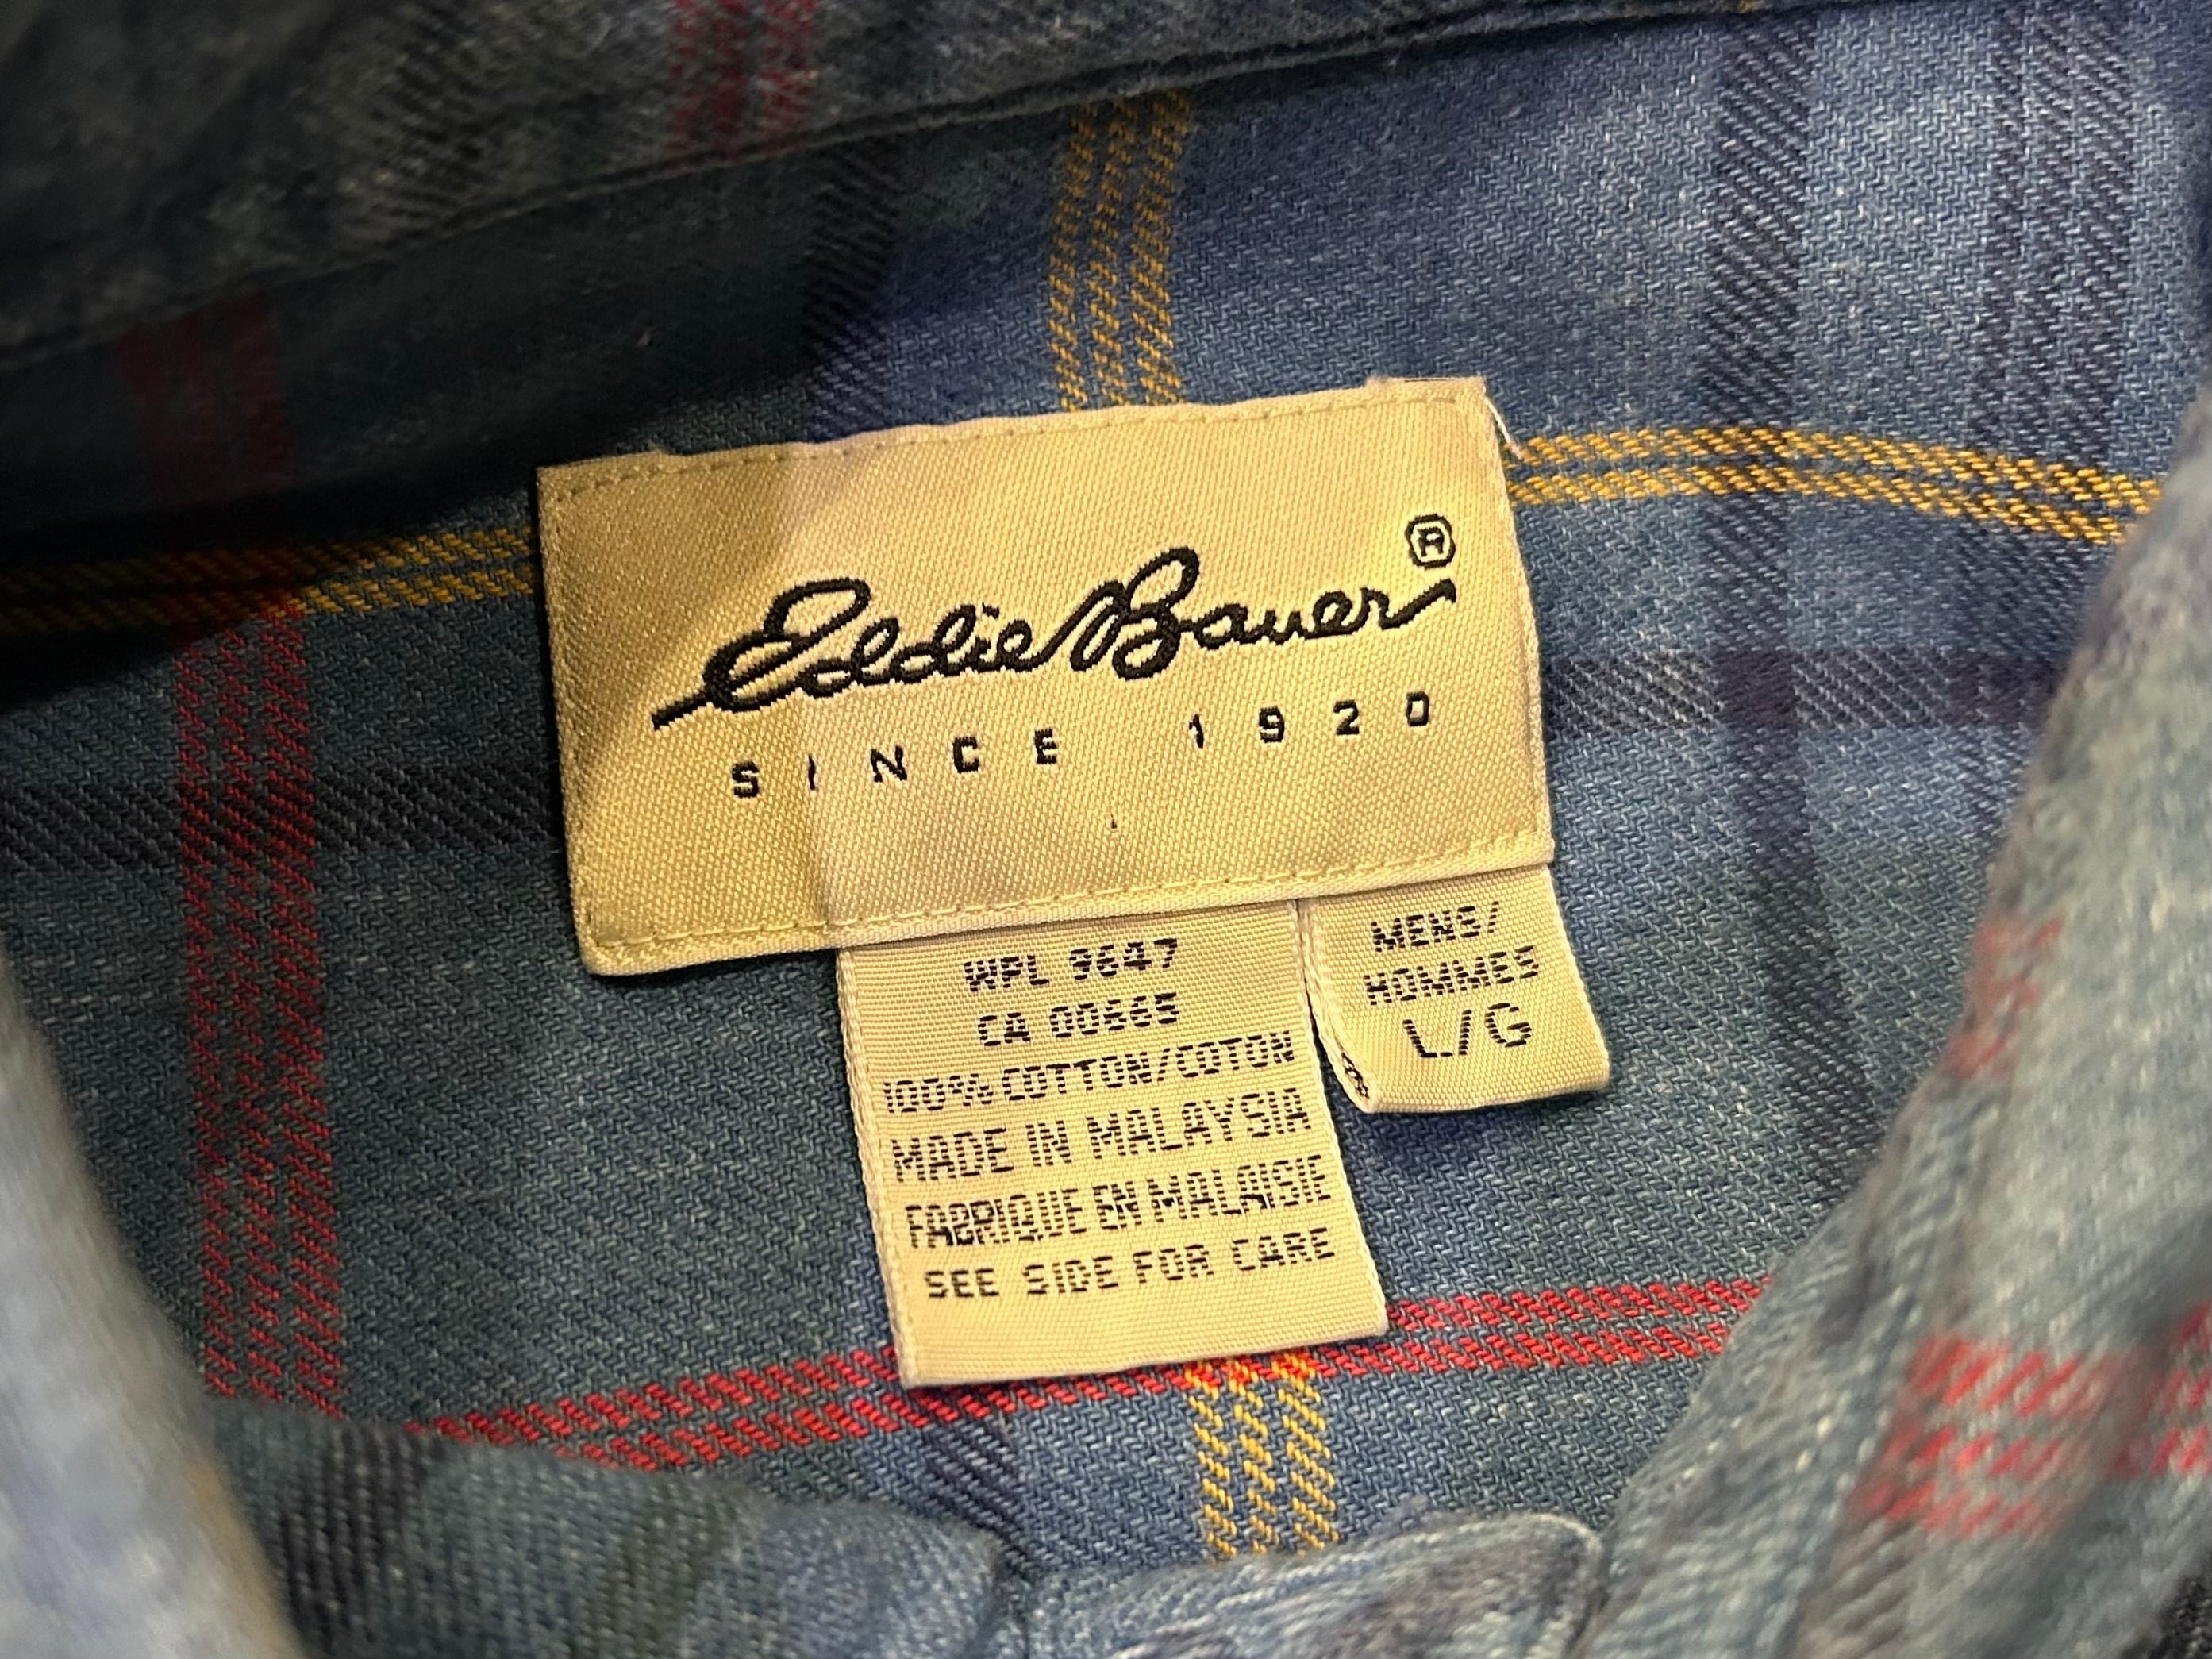 Eddie Bauer®
SINCE 1920
WPL 9647
CA 00665
100% COTTON/COTON
MADE IN MALAYSIA
FABRIQUE EN MALAISIE
SEE SIDE FOR CARE
MENS/
HOMMES
L/G